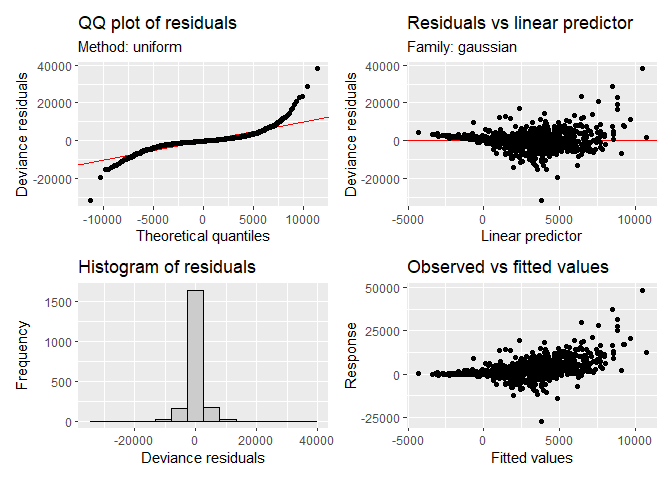 QQ plot of residuals
Method: uniform
40000
20000
0
-20000
-10000 -5000 0 5000 10000
Theoretical quantiles
Deviance residuals
Residuals vs linear predictor
Family: gaussian
40000
20000
0
-20000
-5000 0 5000 10000
Linear predictor
Deviance residuals
Histogram of residuals
1500
1000
500
0
-20000 0 20000 40000
Deviance residuals
Frequency
Observed vs fitted values
50000
25000
0
-25000
-5000 0 5000 10000
Fitted values
Response